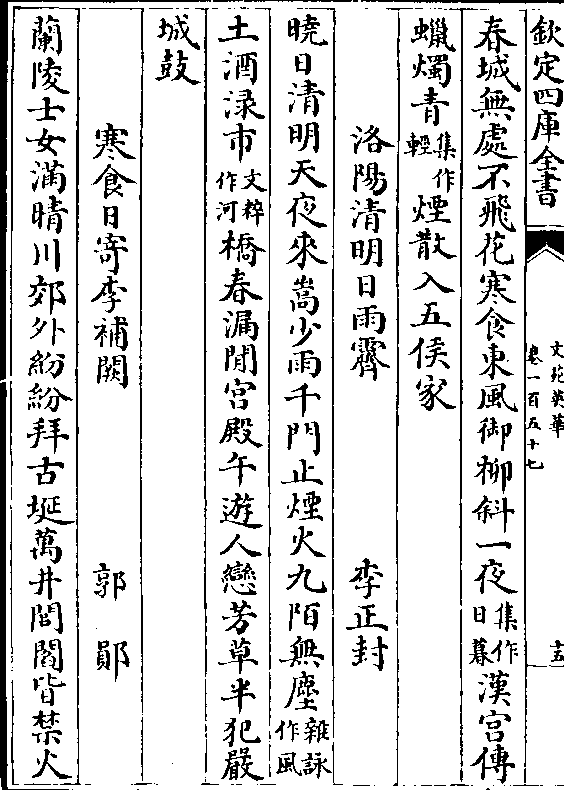 欽定四庫全書
文苑英華
卷一百五十七
十五
春城無處不飛花寒食東風御柳斜一夜集作日暮漢宮傳
蠟燭青集作輕煙散入五侯家
洛陽清明日雨霽 李正封
曉日清明天夜來嵩少雨千門止煙火九陌無塵雜詠作風
土酒渌市文粹作河橋春漏閒宮殿午遊人戀芳草半犯嚴
城鼓
寒食日寄李補闕 郭鄖
蘭陵士女滿晴川郊外紛紛拜古埏萬井閭閻皆禁火